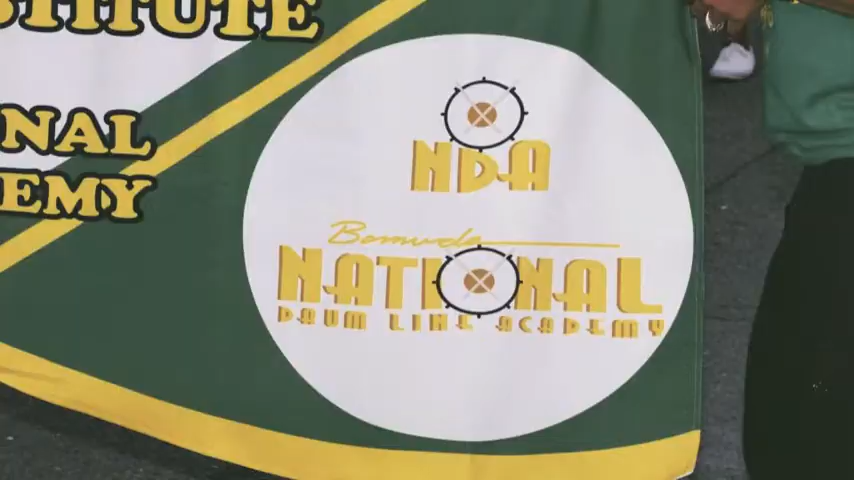 STITUTE
NAL
EMY
NDA
Bermuda
NATIONAL
DRUM LINE ACADEMY